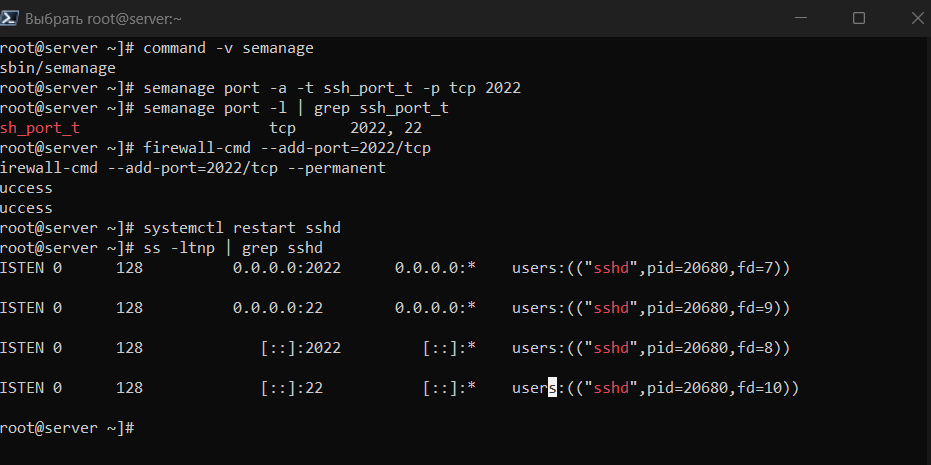 Выбрать root@server:~
root@server ~]# command -v semanage
sbin/semanage
root@server ~]# semanage port -a -t ssh_port_t -p tcp 2022
root@server ~]# semanage port -l | grep ssh_port_t
sh_port_t                      tcp      2022, 22
root@server ~]# firewall-cmd --add-port=2022/tcp
irewall-cmd --add-port=2022/tcp --permanent
uccess
uccess
root@server ~]# systemctl restart sshd
root@server ~]# ss -ltnp | grep sshd
ISTEN 0      128          0.0.0.0:2022      0.0.0.0:*    users:(("sshd",pid=20680,fd=7))
ISTEN 0      128          0.0.0.0:22        0.0.0.0:*    users:(("sshd",pid=20680,fd=9))
ISTEN 0      128             [::]:2022         [::]:*    users:(("sshd",pid=20680,fd=8))
ISTEN 0      128             [::]:22           [::]:*    users:(("sshd",pid=20680,fd=10))
root@server ~]#